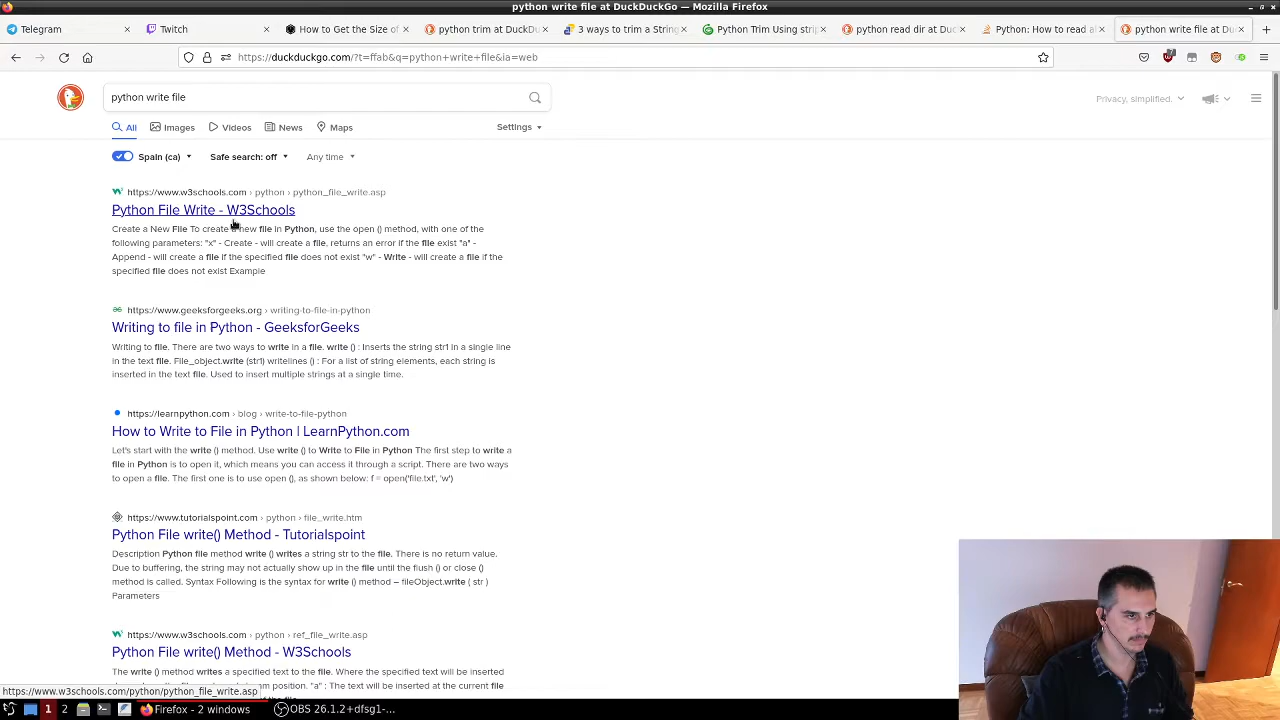 python write file at DuckDuckGo — Mozilla Firefox
Telegram
Twitch
How to Get the Size of
python trim at DuckDu
3 ways to trim a String
Python Trim Using strip
python read dir at Duck
Python: How to read a
python write file at Du
https://duckduckgo.com/?t=ffab&q=python+write+file&ia=web
python write file
Privacy, simplified.
All
Images
Videos
News
Maps
Settings
Spain (ca)
Safe search: off
Any time
https://www.w3schools.com › python › python_file_write.asp
Python File Write - W3Schools
Create a New File To create a new file in Python, use the open () method, with one of the
following parameters: "x" - Create - will create a file, returns an error if the file exist "a" -
Append - will create a file if the specified file does not exist "w" - Write - will create a file if the
specified file does not exist Example
https://www.geeksforgeeks.org › writing-to-file-in-python
Writing to file in Python - GeeksforGeeks
Writing to file. There are two ways to write in a file. write () : Inserts the string str1 in a single line
in the text file. File_object.write (str1) writelines () : For a list of string elements, each string is
inserted in the text file. Used to insert multiple strings at a single time.
https://learnpython.com › blog › write-to-file-python
How to Write to File in Python | LearnPython.com
Let's start with the write () method. Use write () to Write to File in Python The first step to write a
file in Python is to open it, which means you can access it through a script. There are two ways
to open a file. The first one is to use open (), as shown below: f = open('file.txt', 'w')
https://www.tutorialspoint.com › python › file_write.htm
Python File write() Method - Tutorialspoint
Description Python file method write () writes a string str to the file. There is no return value.
Due to buffering, the string may not actually show up in the file until the flush () or close ()
method is called. Syntax Following is the syntax for write () method − fileObject.write ( str )
Parameters
https://www.w3schools.com › python › ref_file_write.asp
Python File write() Method - W3Schools
The write () method writes a specified text to the file. Where the specified text will be inserted
position. "a" : The text will be inserted at the current file
https://www.w3schools.com/python/python_file_write.asp
1
2
Firefox - 2 windows
OBS 26.1.2+dfsg1-...